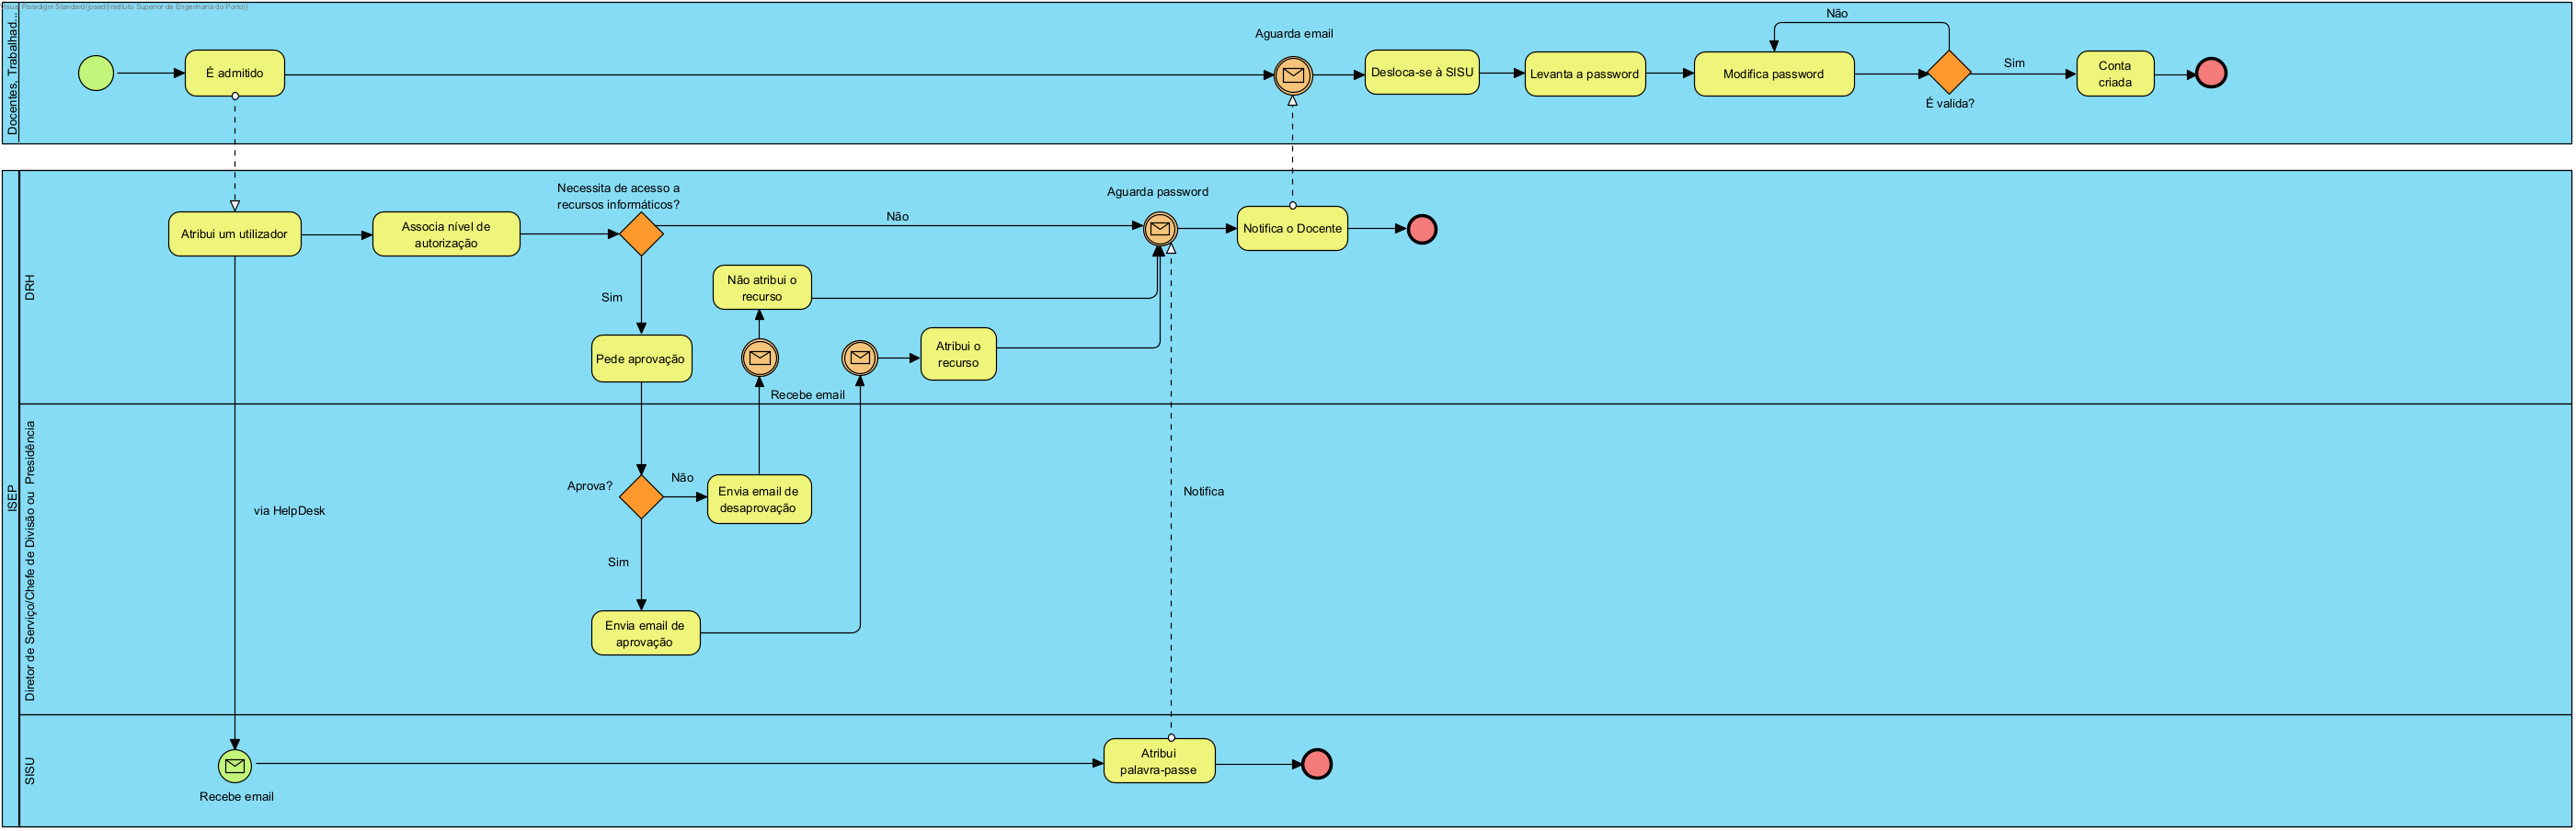 Visual Paradigm Standard(josed(Instituto Superior de Engenharia do Porto))
Docentes, Trabalhad...
É admitido
Aguarda email
Desloca-se à SISU
Levanta a password
Modifica password
Não
É valida?
Sim
Conta
criada
ISEP
DRH
Atribui um utilizador
Associa nível de
autorização
Necessita de acesso a
recursos informáticos?
Não
Aguarda password
Notifica o Docente
Sim
Não atribui o
recurso
Pede aprovação
Atribui o
recurso
Recebe email
Diretor de Serviço/Chefe de Divisão ou Presidência
via HelpDesk
Aprova?
Não
Envia email de
desaprovação
Notifica
Sim
Envia email de
aprovação
SISU
Recebe email
Atribui
palavra-passe